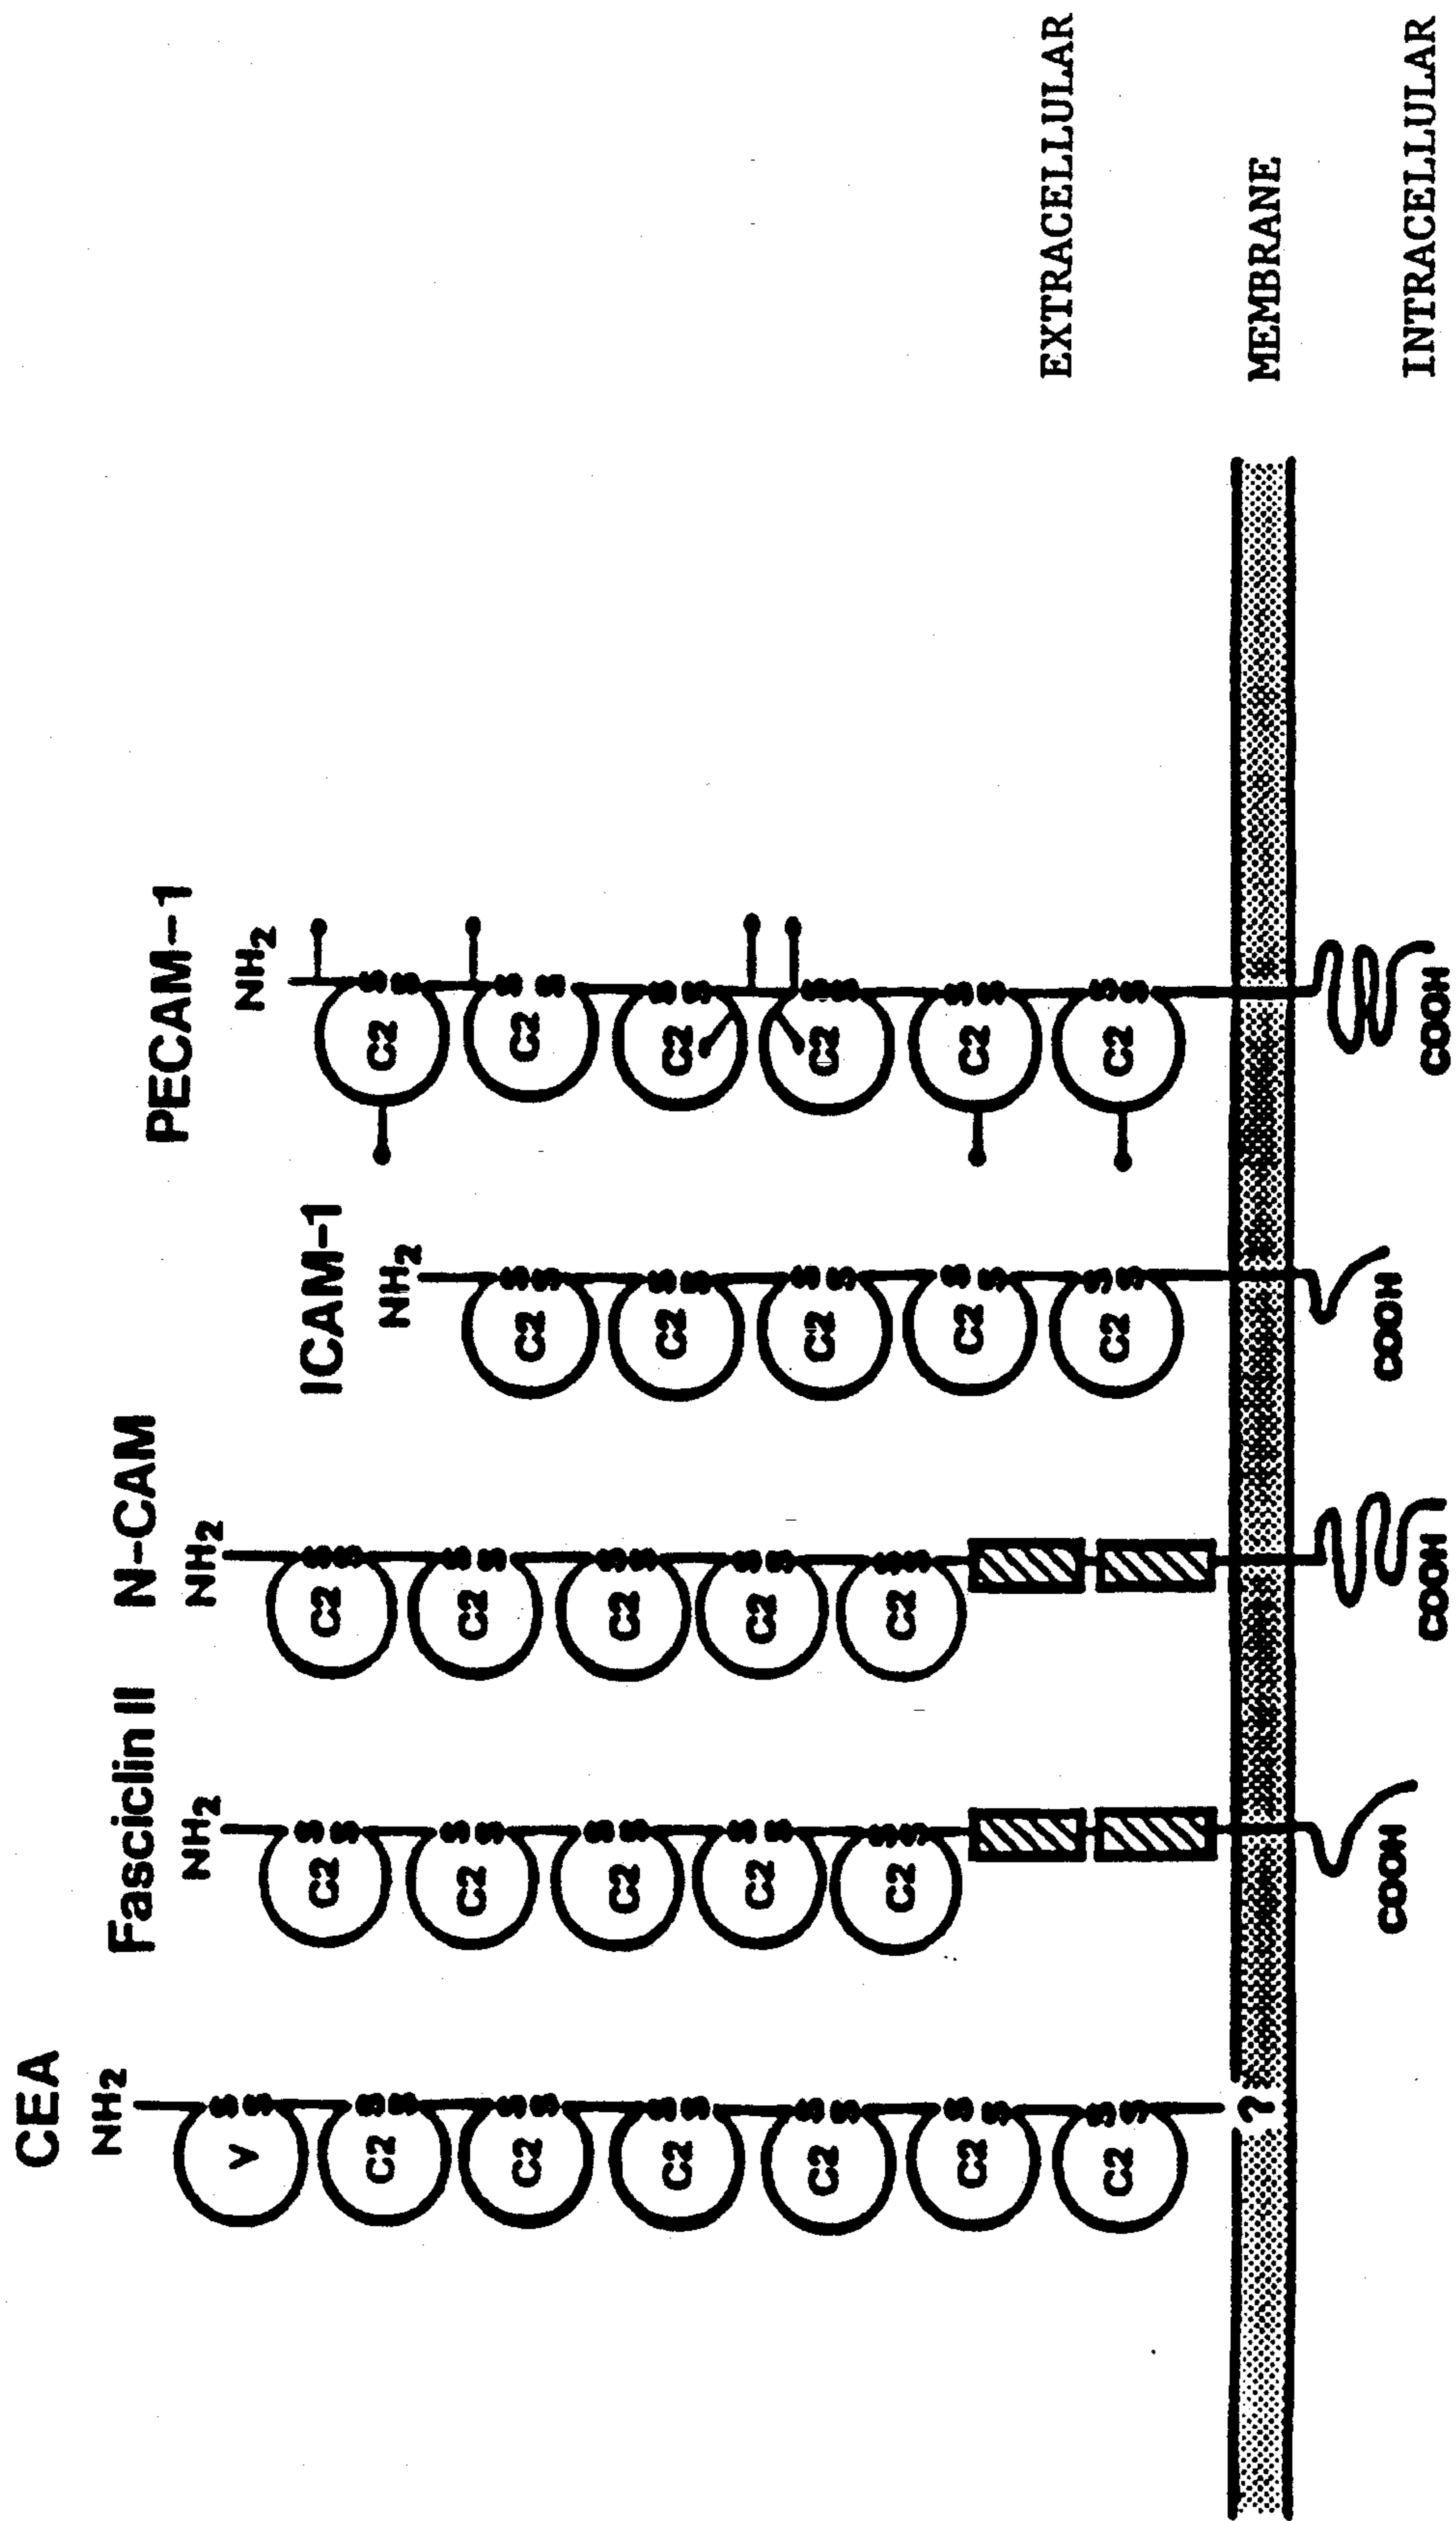 CEA
NH2
V
S S
C2
S S
C2
S S
C2
S S
C2
S S
C2
S S
C2
S S
?
Fasciclin II
NH2
C2
S S
C2
S S
C2
S S
C2
S S
C2
S S
COOH
N-CAM
NH2
C2
S S
C2
S S
C2
S S
C2
S S
C2
S S
COOH
ICAM-1
NH2
C2
S S
C2
S S
C2
S S
C2
S S
C2
S S
COOH
PECAM-1
NH2
C2
S S
C2
S S
C2
S S
C2
S S
C2
S S
C2
S S
COOH
EXTRACELLULAR
MEMBRANE
INTRACELLULAR